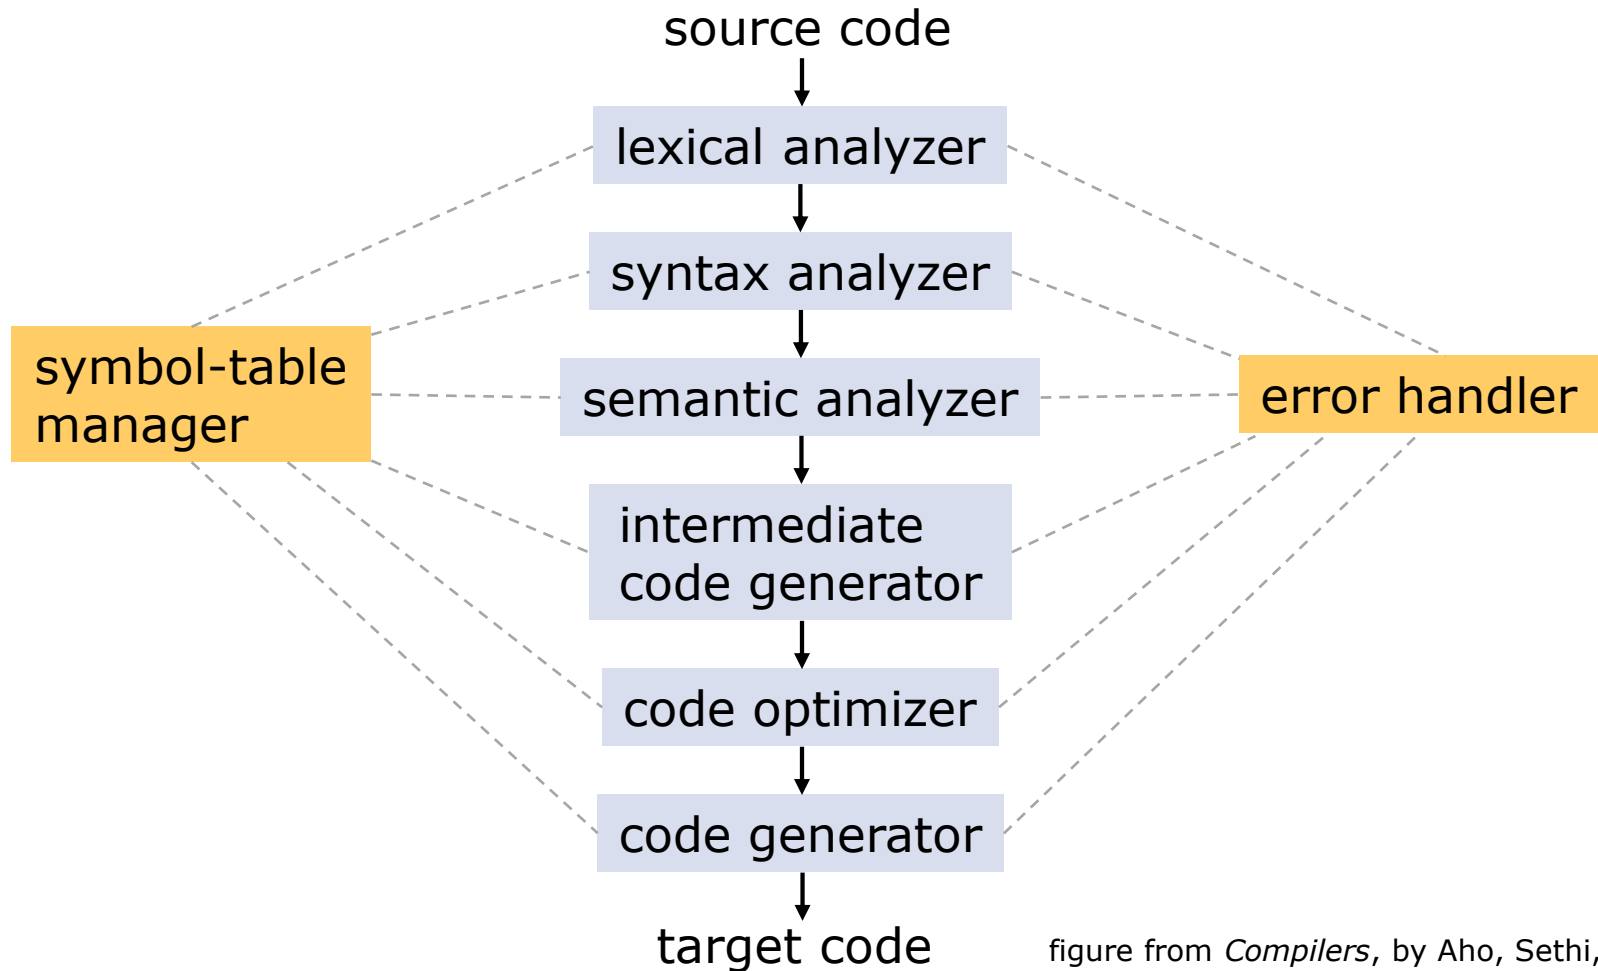 source code
lexical analyzer
syntax analyzer
symbol-table
manager
semantic analyzer
error handler
intermediate
code generator
code optimizer
code generator
target code
figure from Compilers, by Aho, Sethi,